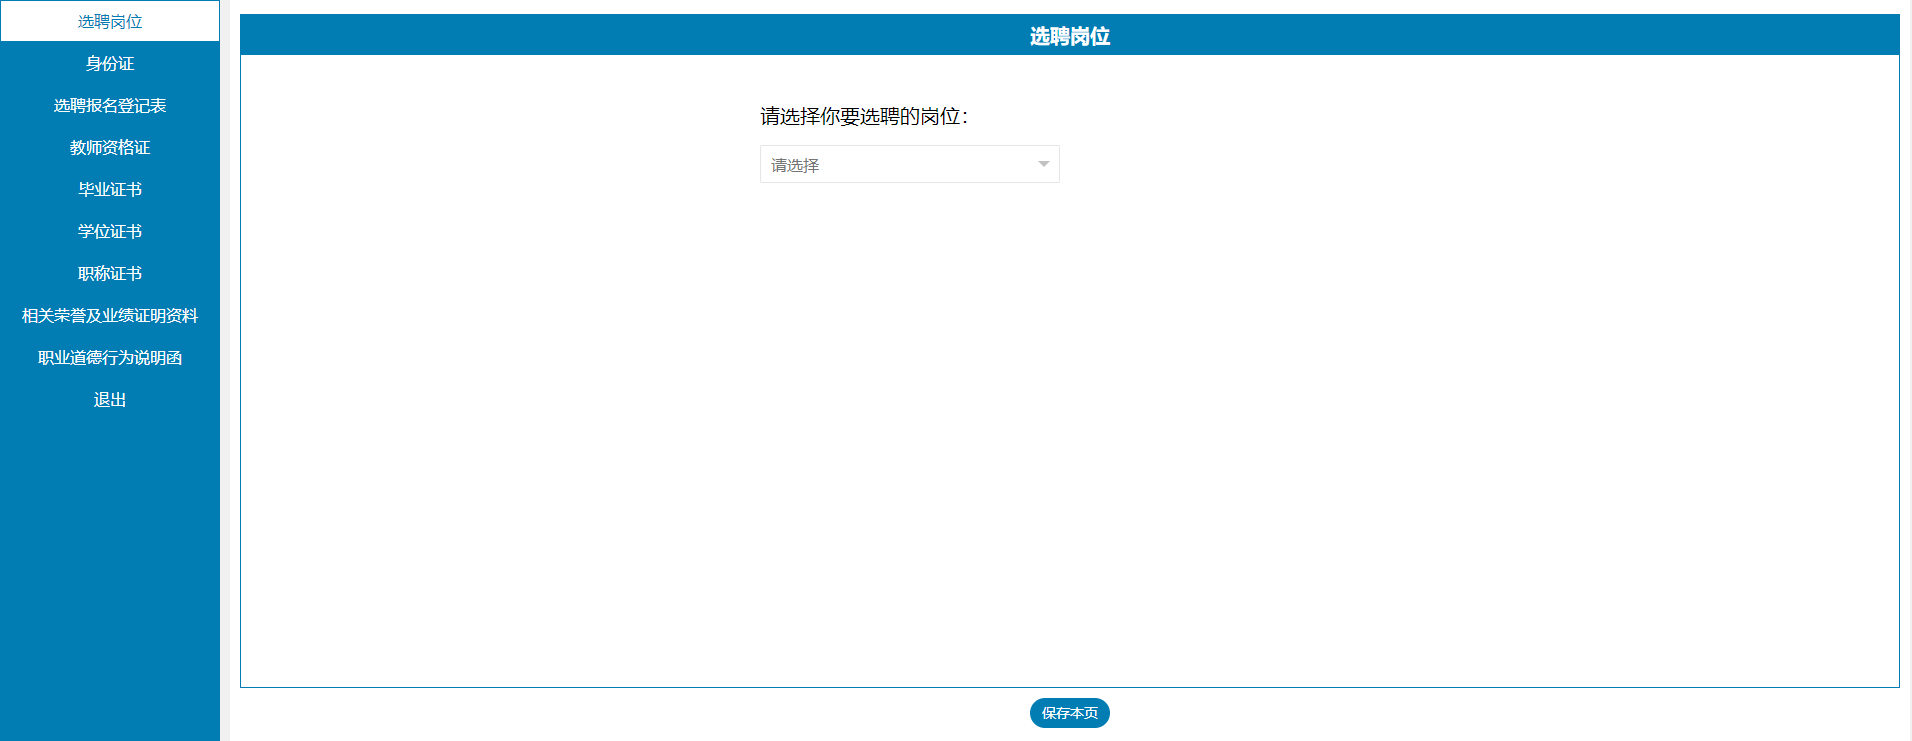 选聘岗位
身份证
选聘报名登记表
教师资格证
毕业证书
学位证书
职称证书
相关荣誉及业绩证明资料
职业道德行为说明函
退出
选聘岗位
请选择你要选聘的岗位：
请选择
保存本页